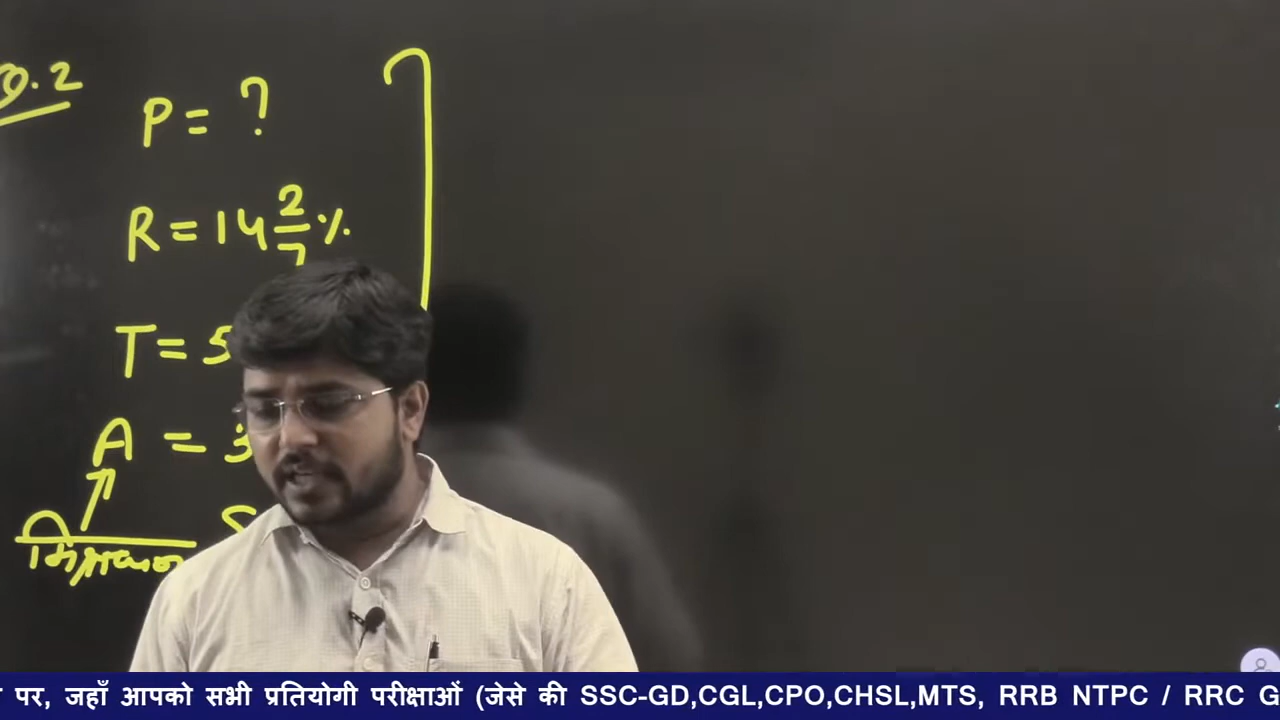 Q.2
P = ?
R = 14 2/7 %
T = 5
A = 3
मिश्रधन
पर, जहाँ आपको सभी प्रतियोगी परीक्षाओं (जेसे की SSC-GD,CGL,CPO,CHSL,MTS, RRB NTPC / RRC G